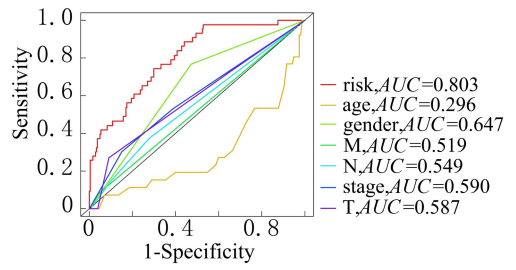 Sensitivity
1.0
0.8
0.6
0.4
0.2
0
0
0.4
0.8
1-Specificity
risk,AUC=0.803
age,AUC=0.296
gender,AUC=0.647
M,AUC=0.519
N,AUC=0.549
stage,AUC=0.590
T,AUC=0.587